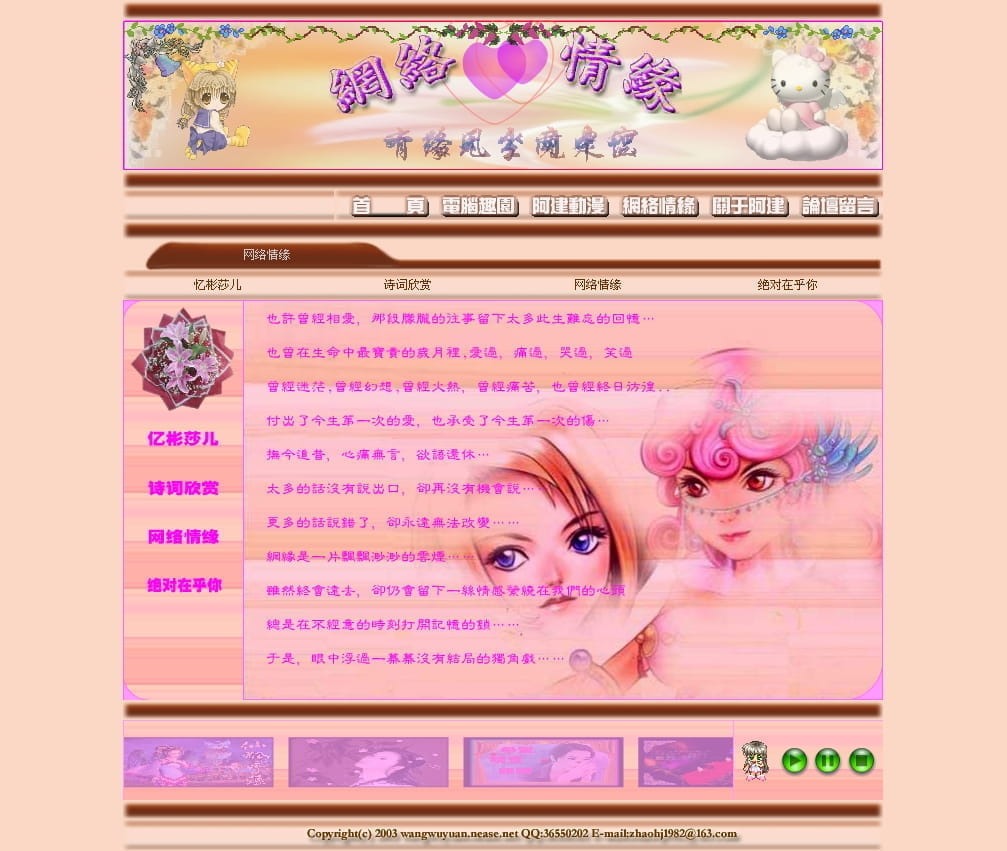 網絡情緣
首 頁 電腦趣園 阿建動漫 網絡情緣 關于阿建 論壇留言
网络情缘
忆彬莎儿 诗词欣赏 网络情缘 绝对在乎你
也許曾經相愛，那段朦朧的往事留下太多此生難忘的回憶…
也曾在生命中最寶貴的歲月裡,愛過，痛過，哭過，笑過
曾經迷茫,曾經幻想,曾經火熱，曾經痛苦，也曾經終日彷徨..
付出了今生第一次的愛，也承受了今生第一次的傷…
撫今追昔，心痛無言，欲語還休…
太多的話沒有說出口，卻再沒有機會說……
更多的話說錯了，卻永遠無法改變……
網緣是一片飄飄渺渺的雲煙……
雖然終會遠去，卻仍會留下一絲情感縈繞在我們的心頭
總是在不經意的時刻打開記憶的鎖……
于是，眼中浮過一幕幕沒有結局的獨角戲……
亿彬莎儿
诗词欣赏
网络情缘
绝对在乎你
Copyright(c) 2003 wangwuyuan.nease.net QQ:36550202 E-mail:zhaohj1982@163.com